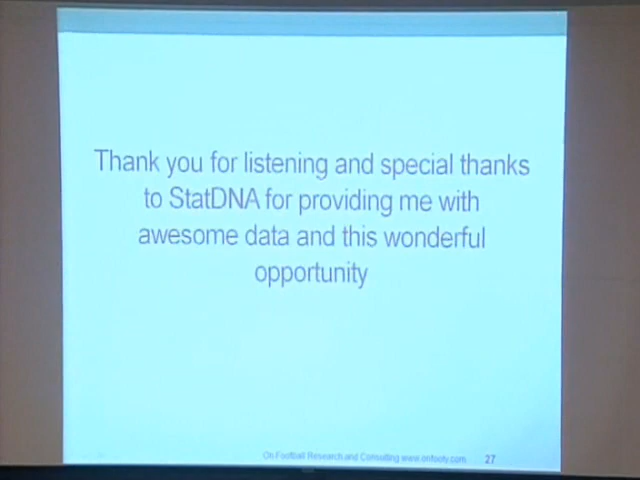 Thank you for listening and special thanks
to StatDNA for providing me with
awesome data and this wonderful
opportunity
On Football Research and Consulting www.onfooty.com 27